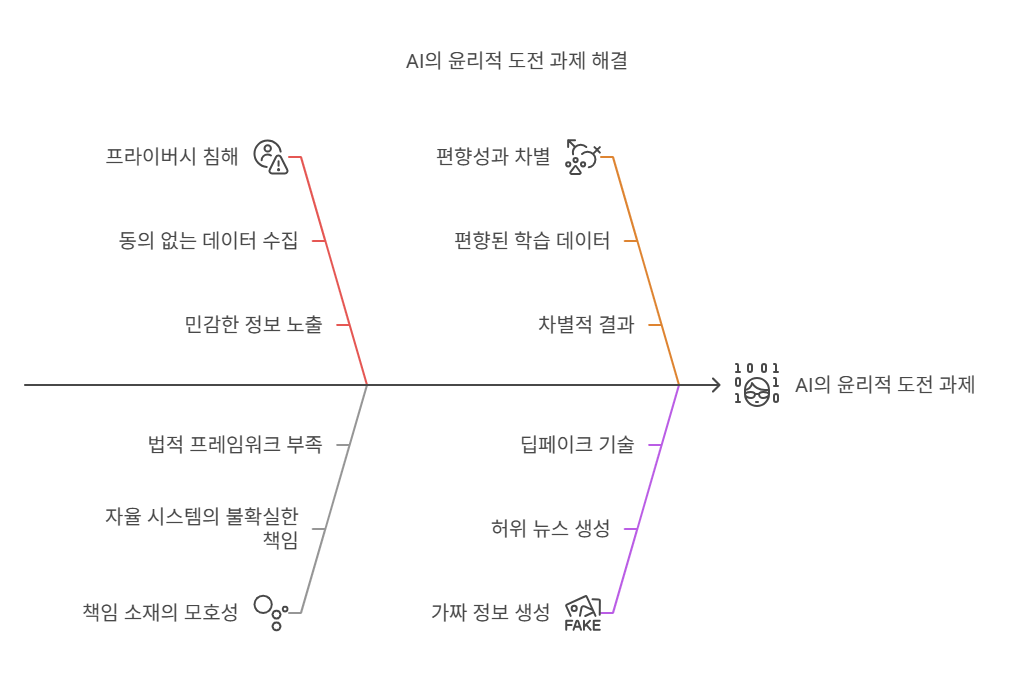 AI의 윤리적 도전 과제 해결
프라이버시 침해
편향성과 차별
동의 없는 데이터 수집
편향된 학습 데이터
민감한 정보 노출
차별적 결과
1 0 0 1
0 1
1 0
AI의 윤리적 도전 과제
법적 프레임워크 부족
딥페이크 기술
자율 시스템의 불확실한
책임
허위 뉴스 생성
책임 소재의 모호성
가짜 정보 생성
FAKE